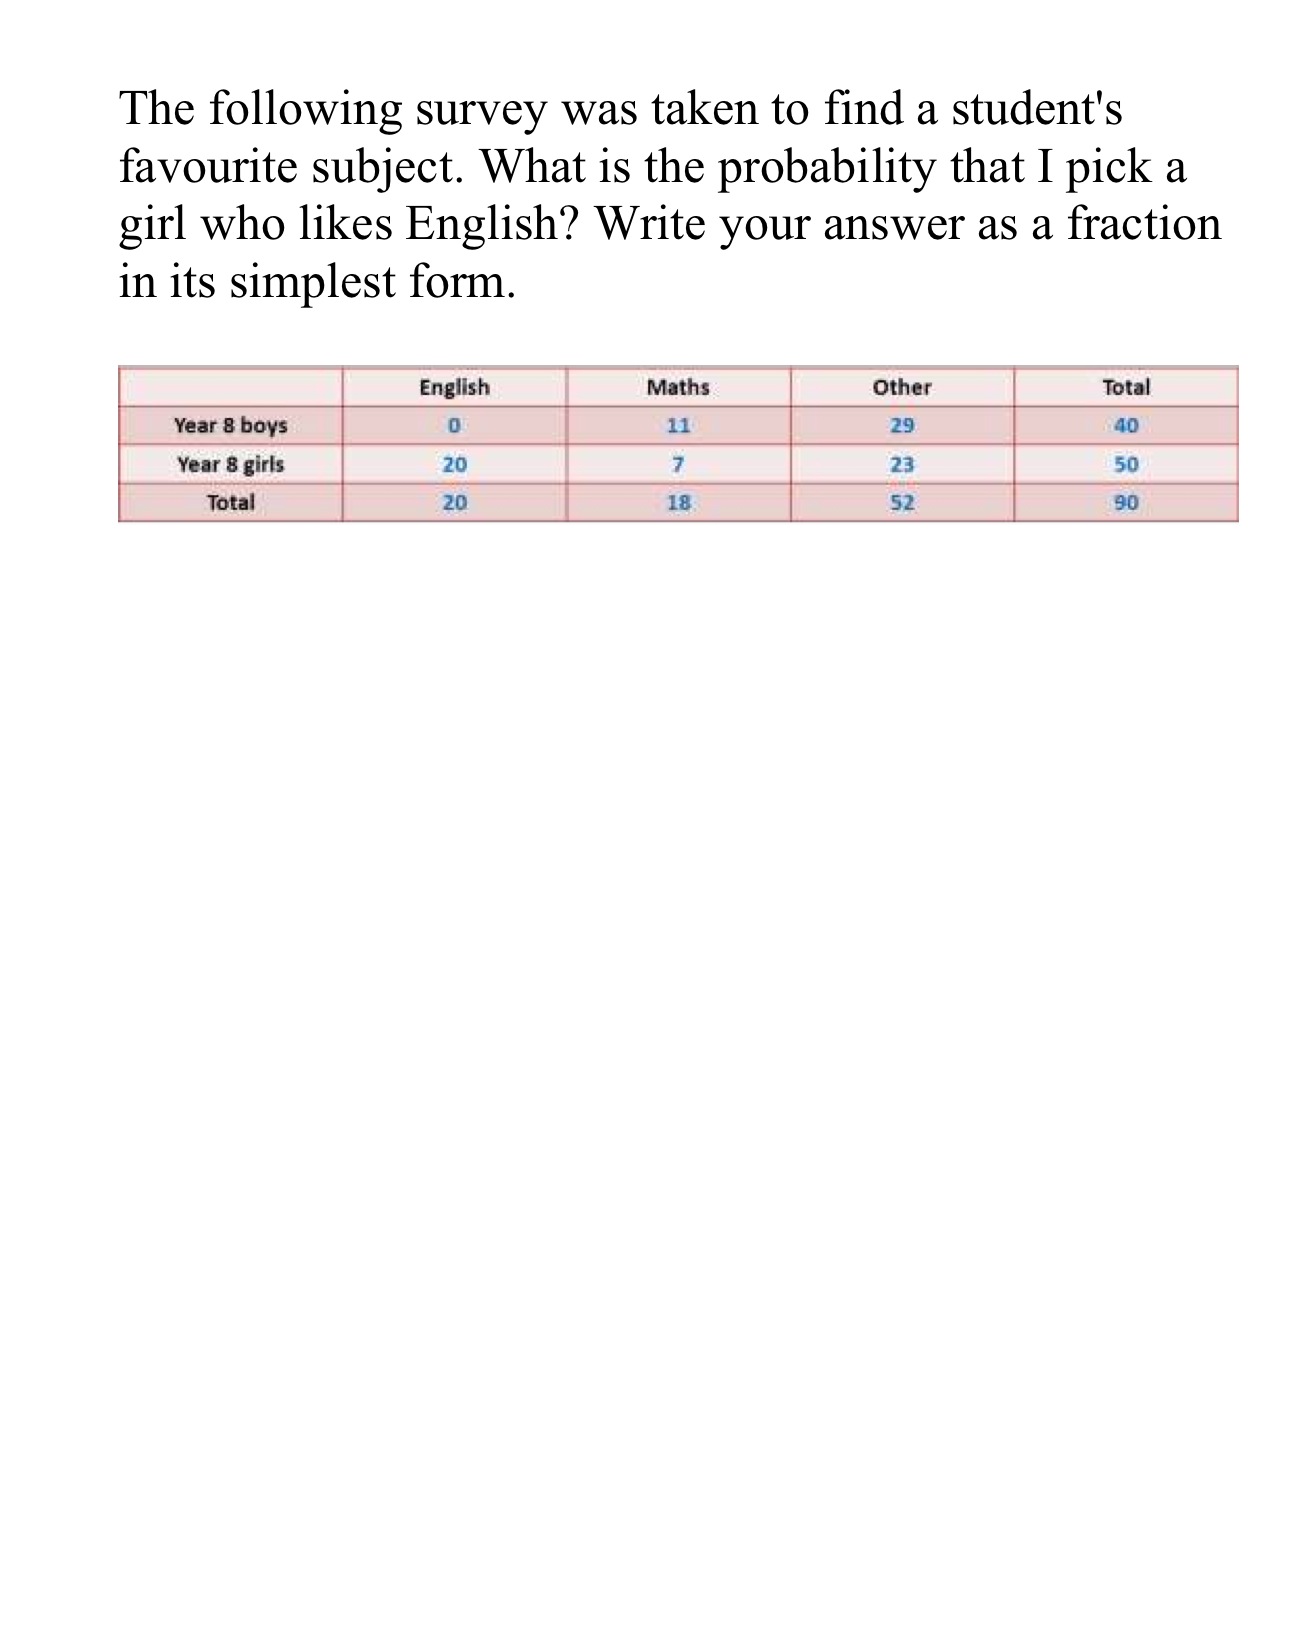 The following survey was taken to find a student's
favourite subject. What is the probability that I pick a
girl who likes English? Write your answer as a fraction
in its simplest form.
English Maths Other Total
Year 8 boys 0 11 29 40
Year 8 girls 20 7 23 50
Total 20 18 52 90